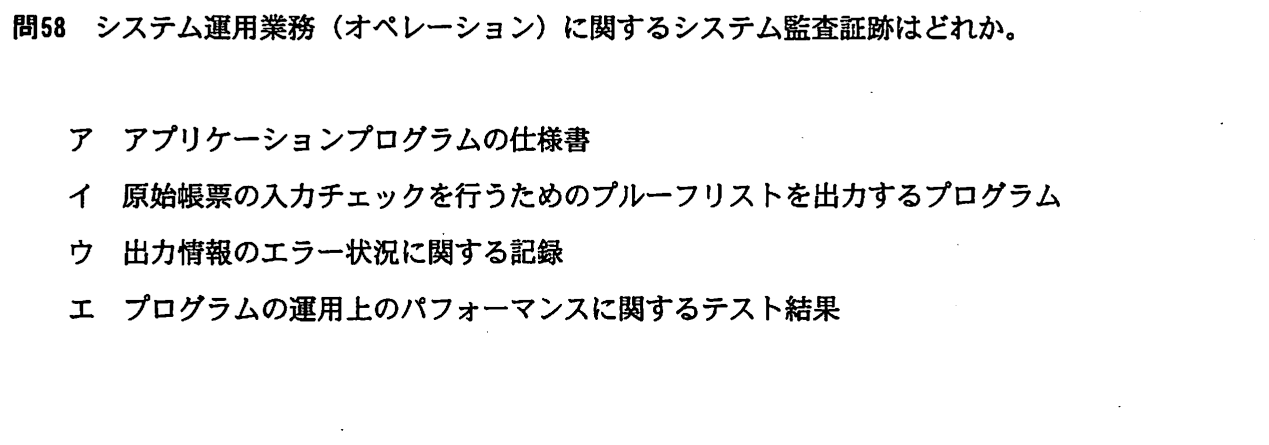 問58 システム運用業務（オペレーション）に関するシステム監査証跡はどれか。
ア アプリケーションプログラムの仕様書
イ 原始帳票の入力チェックを行うためのプルーフリストを出力するプログラム
ウ 出力情報のエラー状況に関する記録
エ プログラムの運用上のパフォーマンスに関するテスト結果